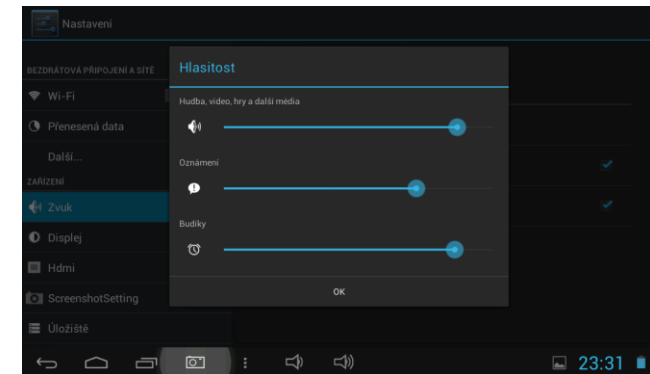 Nastavení
BEZDRÁTOVÁ PŘIPOJENÍ A SÍTĚ
Wi-Fi
Přenesená data
Další...
ZAŘÍZENÍ
Zvuk
Displej
Hdmi
ScreenshotSetting
Úložiště
Hlasitost
Hudba, video, hry a další média
Oznámení
Budíky
OK
23:31